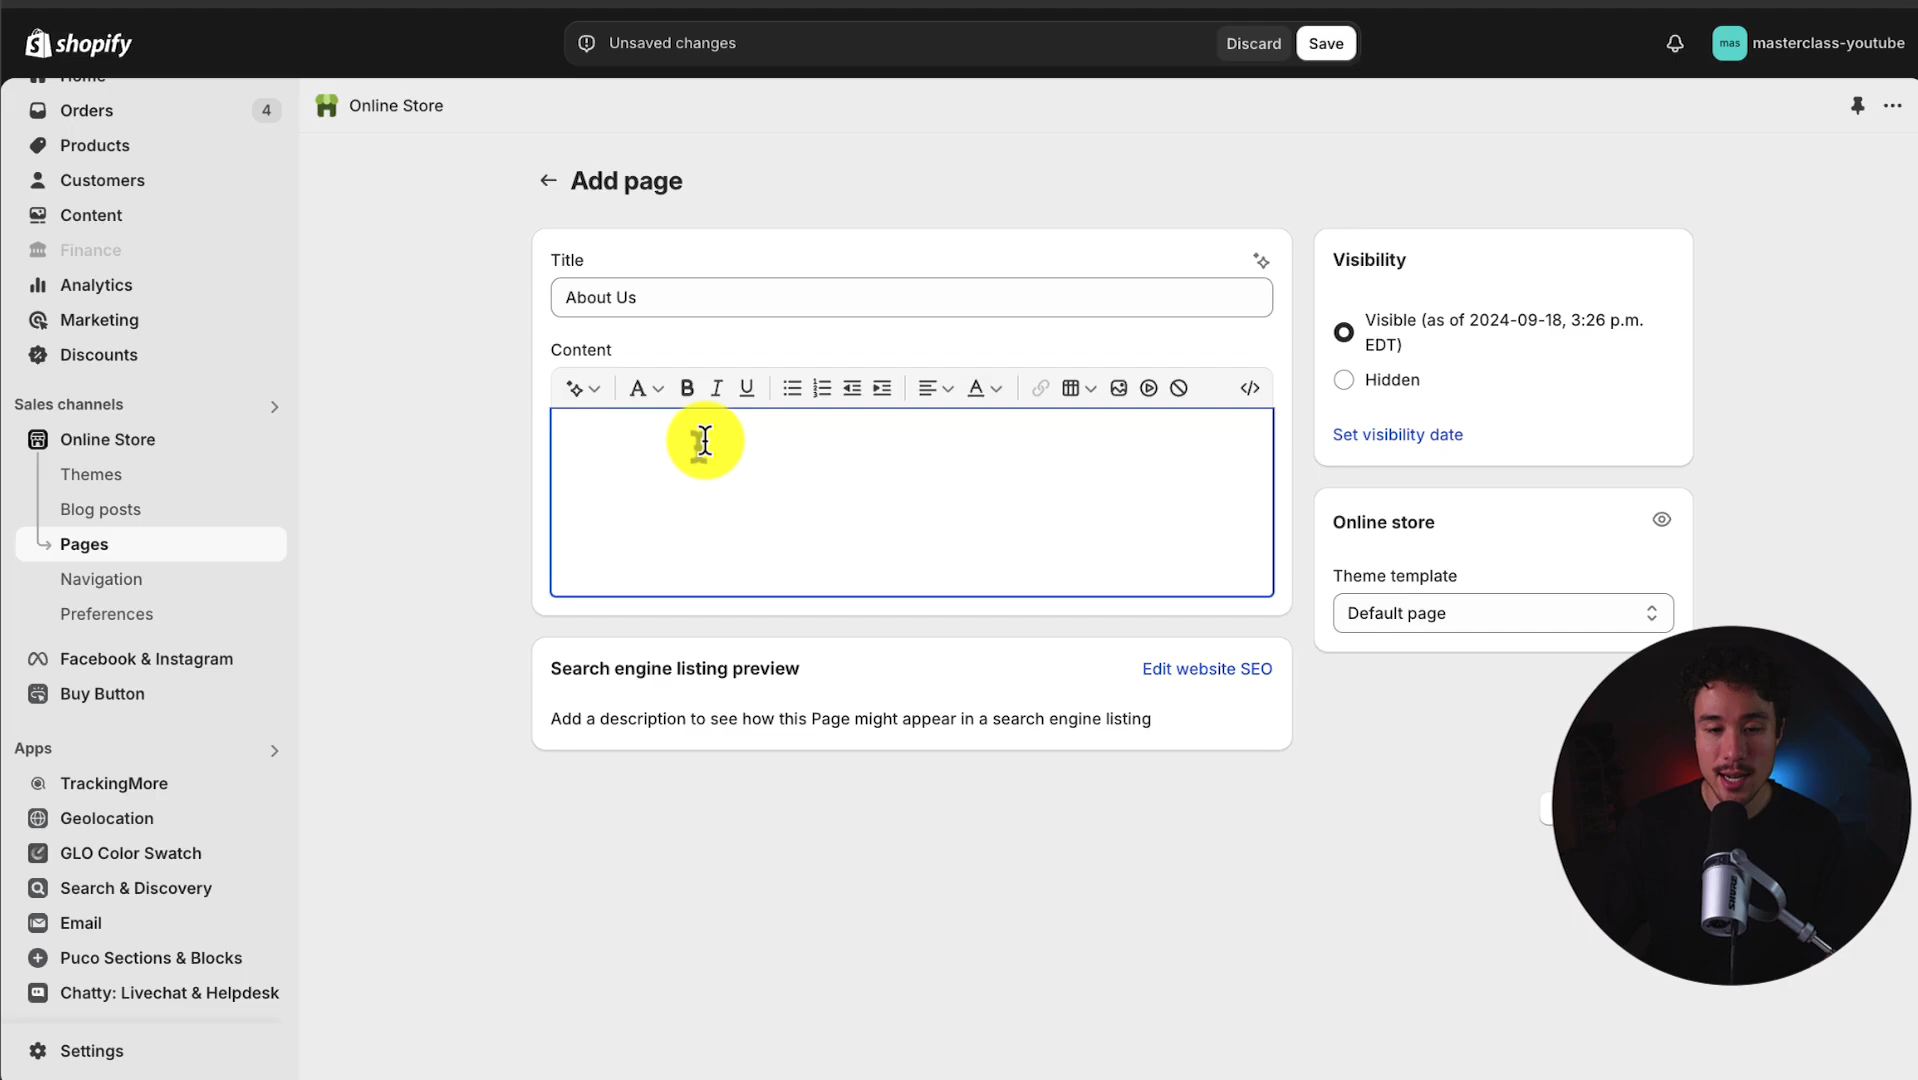 shopify
Unsaved changes
Discard
Save
mas
masterclass-youtube
Home
Orders
4
Products
Customers
Content
Finance
Analytics
Marketing
Discounts
Sales channels
Online Store
Themes
Blog posts
Pages
Navigation
Preferences
Facebook & Instagram
Buy Button
Apps
TrackingMore
Geolocation
GLO Color Swatch
Search & Discovery
Email
Puco Sections & Blocks
Chatty: Livechat & Helpdesk
Settings
Online Store
Add page
Title
About Us
Content
Search engine listing preview
Edit website SEO
Add a description to see how this Page might appear in a search engine listing
Visibility
Visible (as of 2024-09-18, 3:26 p.m.
EDT)
Hidden
Set visibility date
Online store
Theme template
Default page
SHURE